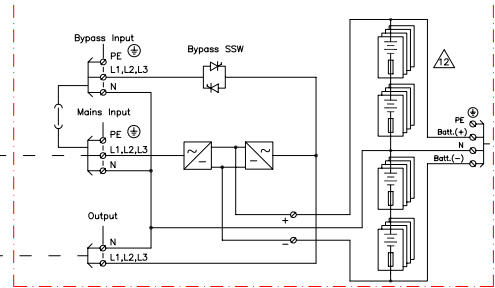 Bypass Input
PE
L1,L2,L3
N
Bypass SSW
12
Mains Input
PE
L1,L2,L3
N
PE
Batt.(+)
N
Batt.(-)
+
-
Output
N
L1,L2,L3